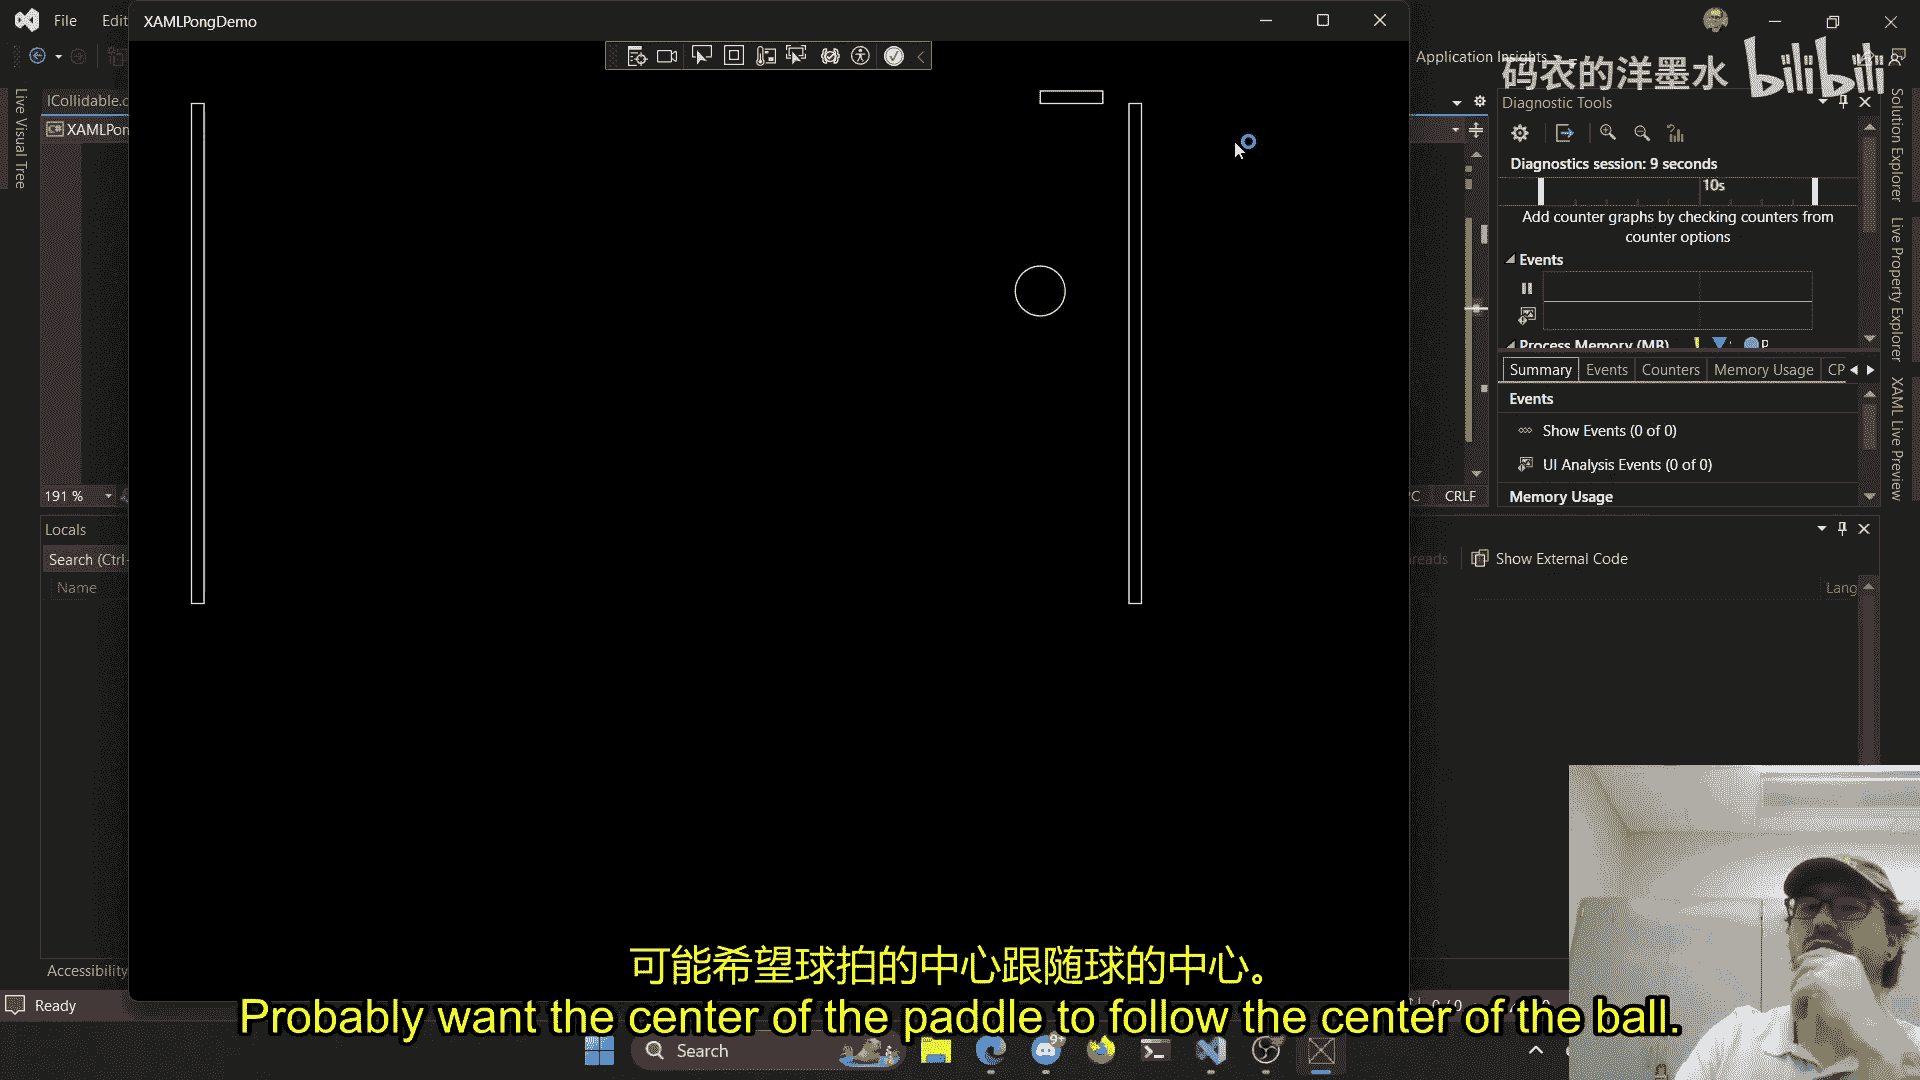 File
Edit
XAMLPongDemo
Application Insights
码农的洋墨水
bilibili
ICollidable.c
XAMLPon
Live Visual Tree
Diagnostic Tools
Diagnostics session: 9 seconds
10s
Add counter graphs by checking counters from
counter options
Events
Process Memory (MB)
P
Summary
Events
Counters
Memory Usage
CP
Events
Show Events (0 of 0)
UI Analysis Events (0 of 0)
Memory Usage
Solution Explorer
Live Property Explorer
XAML Live Preview
191 %
CRLF
Locals
Search (Ctrl-
Name
Show External Code
Lang
Accessibility
Ready
可能希望球拍的中心跟随球的中心。
Probably want the center of the paddle to follow the center of the ball.
Search
9+